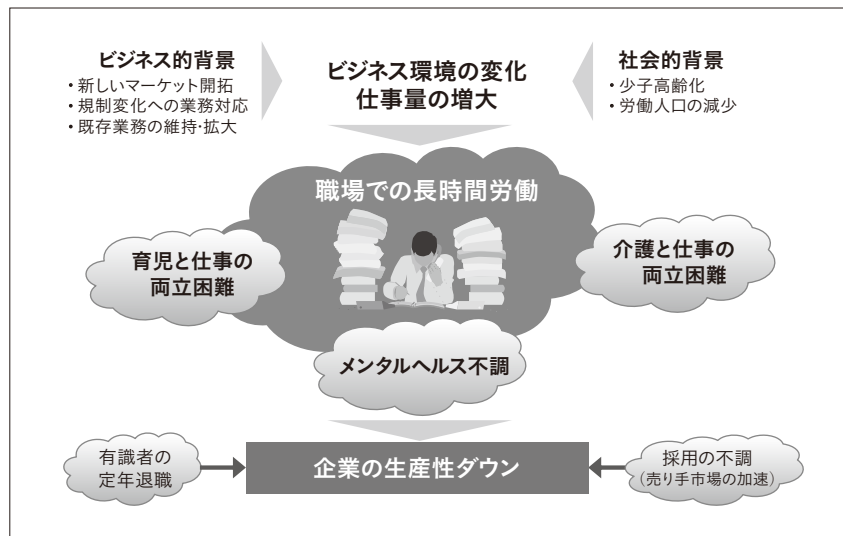 ビジネス的背景
・新しいマーケット開拓
・規制変化への業務対応
・既存業務の維持・拡大
ビジネス環境の変化
仕事量の増大
社会的背景
・少子高齢化
・労働人口の減少
職場での長時間労働
育児と仕事の
両立困難
介護と仕事の
両立困難
メンタルヘルス不調
有識者の
定年退職
企業の生産性ダウン
採用の不調
(売り手市場の加速)